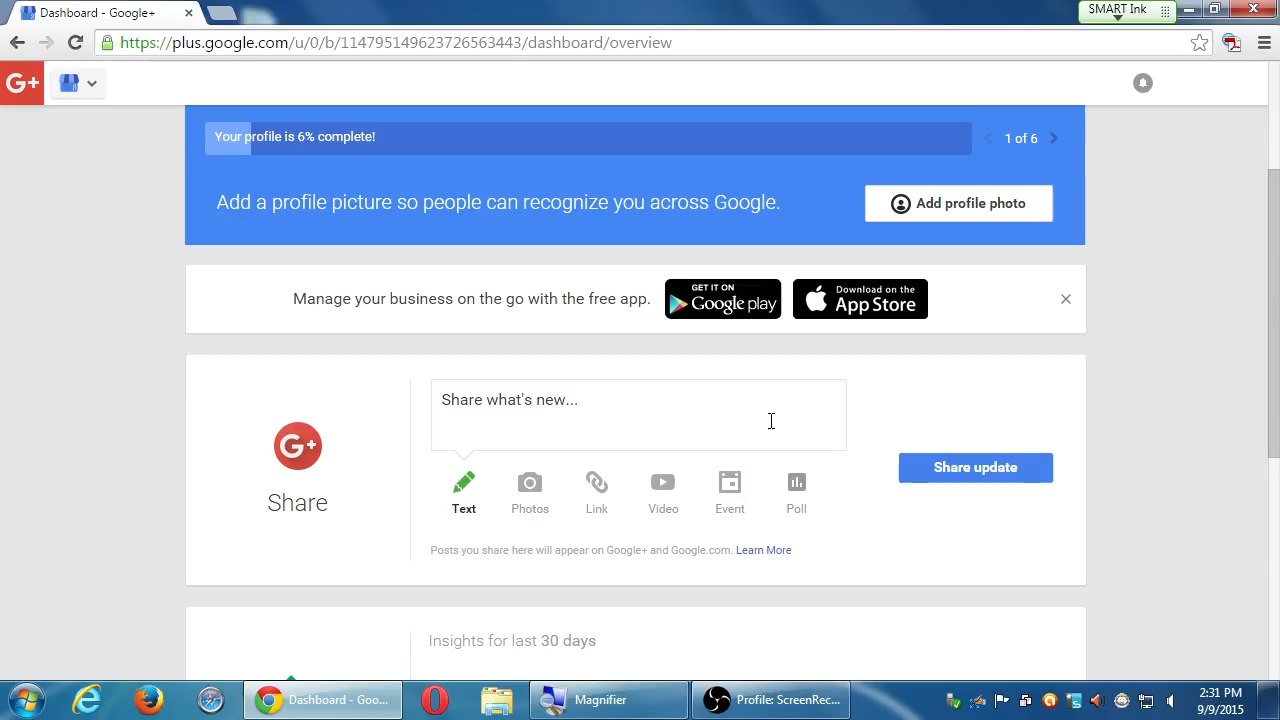 Dashboard - Google+
SMART Ink
https://plus.google.com/u/0/b/114795149623726563443/dashboard/overview
G+
Your profile is 6% complete!
1 of 6
Add a profile picture so people can recognize you across Google.
Add profile photo
Manage your business on the go with the free app.
GET IT ON
Google play
Download on the
App Store
Share what's new...
G+
Share
Share update
Text
Photos
Link
Video
Event
Poll
Posts you share here will appear on Google+ and Google.com. Learn More
Insights for last 30 days
Dashboard - Goo...
Magnifier
Profile: ScreenRec...
2:31 PM
9/9/2015